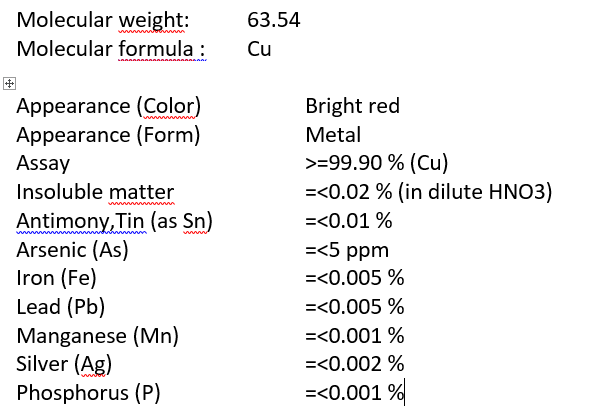 Molecular weight: 63.54
Molecular formula : Cu
Appearance (Color) Bright red
Appearance (Form) Metal
Assay >=99.90 % (Cu)
Insoluble matter =<0.02 % (in dilute HNO3)
Antimony,Tin (as Sn) =<0.01 %
Arsenic (As) =<5 ppm
Iron (Fe) =<0.005 %
Lead (Pb) =<0.005 %
Manganese (Mn) =<0.001 %
Silver (Ag) =<0.002 %
Phosphorus (P) =<0.001 %